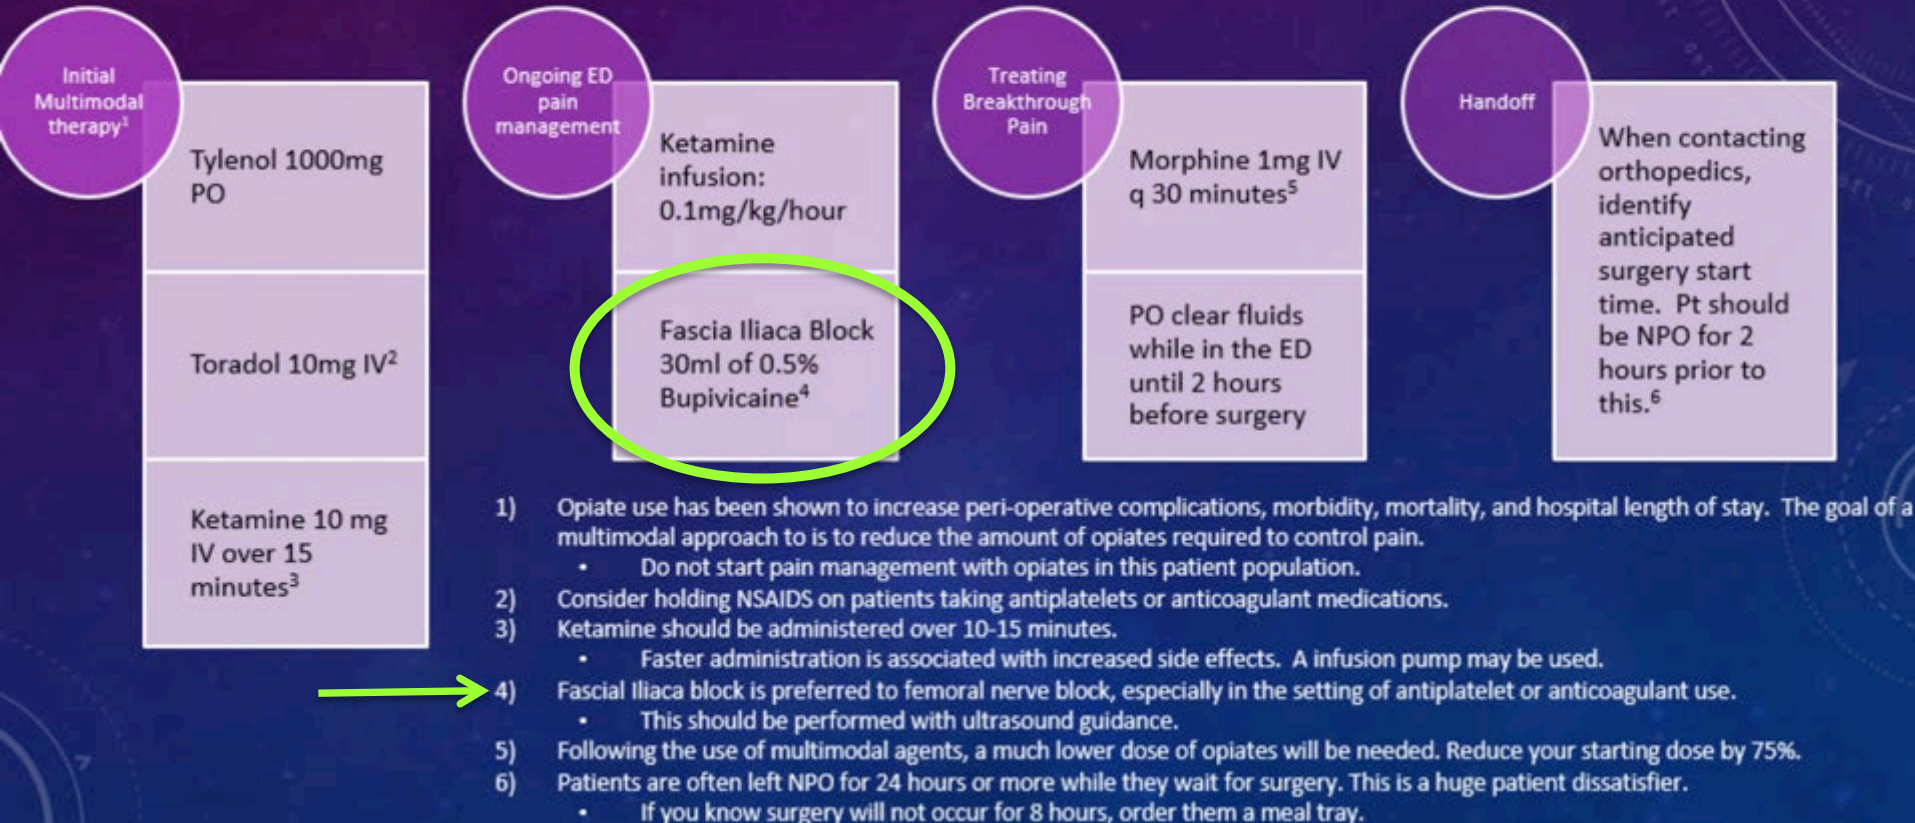 Initial
Multimodal
therapy¹
Tylenol 1000mg
PO
Toradol 10mg IV²
Ketamine 10 mg
IV over 15
minutes³
Ongoing ED
pain
management
Ketamine
infusion:
0.1mg/kg/hour
Fascia Iliaca Block
30ml of 0.5%
Bupivicaine⁴
Treating
Breakthrough
Pain
Morphine 1mg IV
q 30 minutes⁵
PO clear fluids
while in the ED
until 2 hours
before surgery
Handoff
When contacting
orthopedics,
identify
anticipated
surgery start
time. Pt should
be NPO for 2
hours prior to
this.⁶
1) Opiate use has been shown to increase peri-operative complications, morbidity, mortality, and hospital length of stay. The goal of a
multimodal approach to is to reduce the amount of opiates required to control pain.
• Do not start pain management with opiates in this patient population.
2) Consider holding NSAIDS on patients taking antiplatelets or anticoagulant medications.
3) Ketamine should be administered over 10-15 minutes.
• Faster administration is associated with increased side effects. A infusion pump may be used.
4) Fascial Iliaca block is preferred to femoral nerve block, especially in the setting of antiplatelet or anticoagulant use.
• This should be performed with ultrasound guidance.
5) Following the use of multimodal agents, a much lower dose of opiates will be needed. Reduce your starting dose by 75%.
6) Patients are often left NPO for 24 hours or more while they wait for surgery. This is a huge patient dissatisfier.
• If you know surgery will not occur for 8 hours, order them a meal tray.